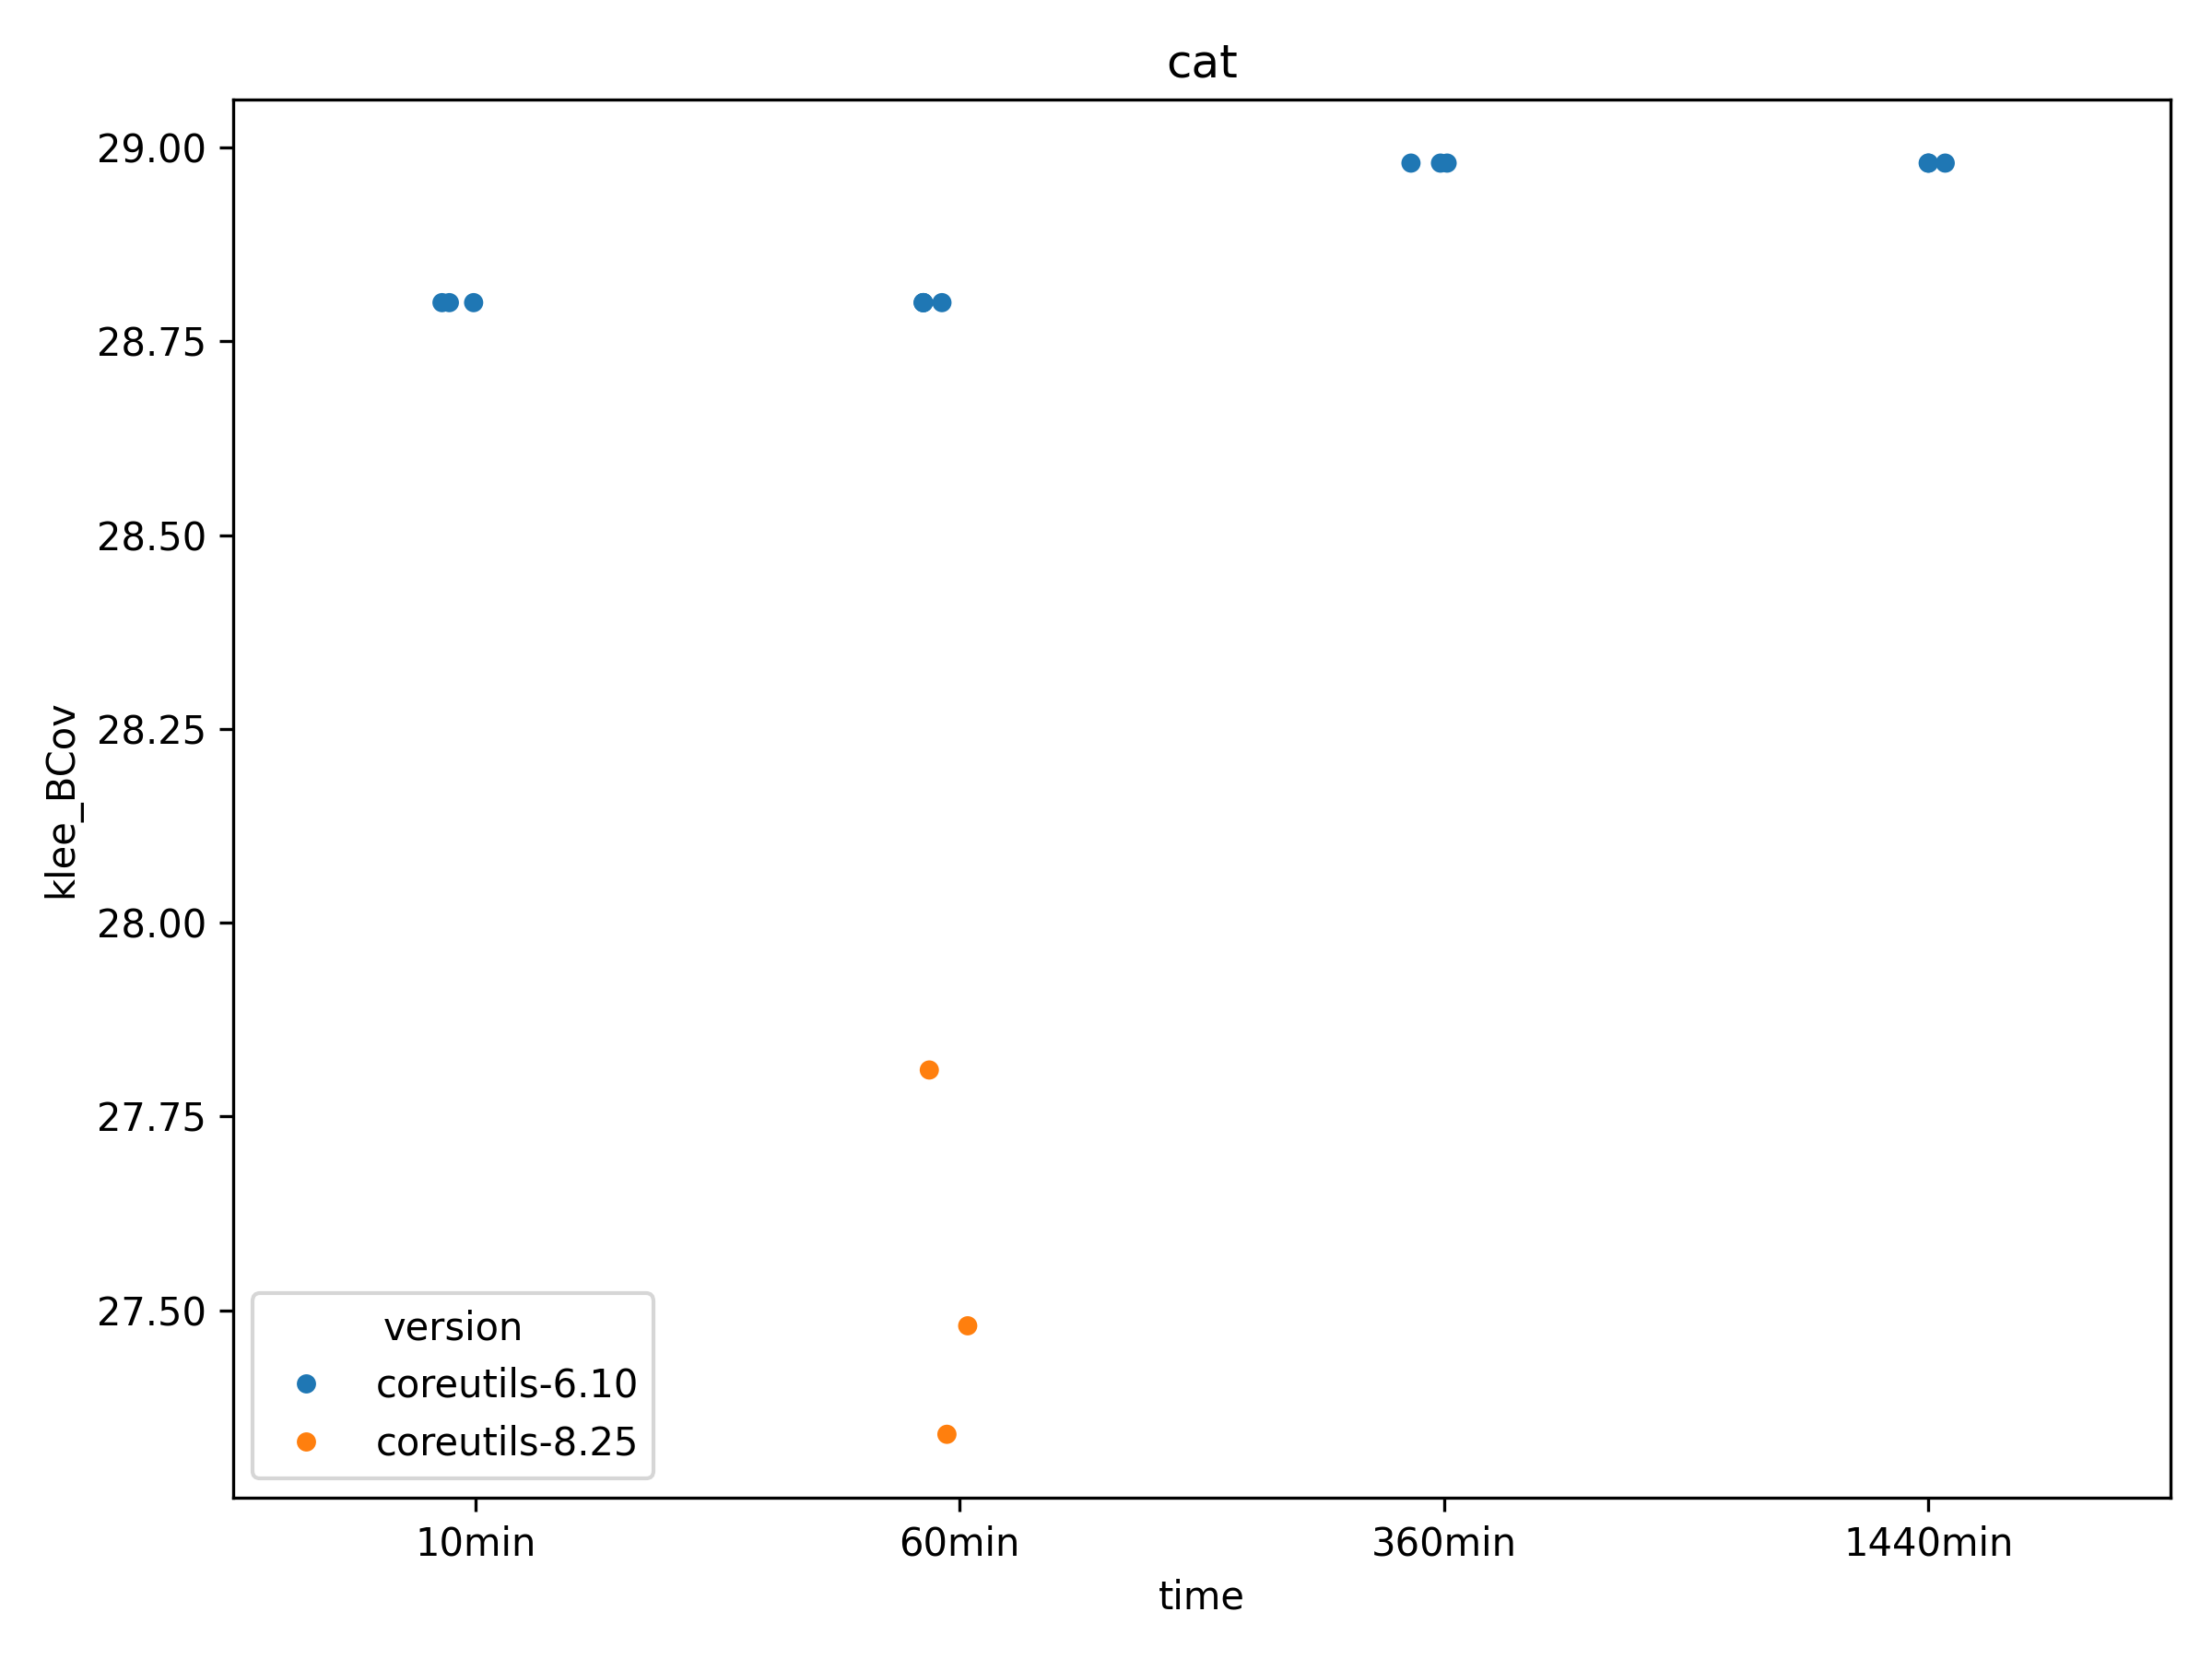 cat
29.00
28.75
28.50
28.25
28.00
27.75
27.50
klee_BCov
version
coreutils-6.10
coreutils-8.25
10min
60min
360min
1440min
time